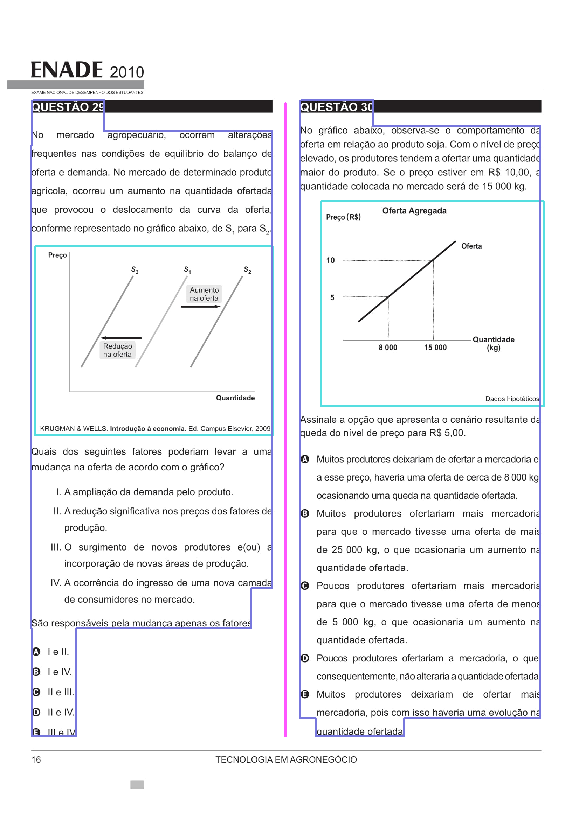 ENADE 2010
EXAME NACIONAL DE DESEMPENHO DOS ESTUDANTES
QUESTÃO 29
No mercado agropecuário, ocorrem alterações
frequentes nas condições de equilíbrio do balanço de
oferta e demanda. No mercado de determinado produto
agrícola, ocorreu um aumento na quantidade ofertada
que provocou o deslocamento da curva da oferta,
conforme representado no gráfico abaixo, de S1 para S2.
Preço
S3 S1 S2
Aumento
na oferta
Redução
na oferta
Quantidade
KRUGMAN & WELLS. Introdução à economia. Ed. Campus Elsevier, 2009
Quais dos seguintes fatores poderiam levar a uma
mudança na oferta de acordo com o gráfico?
I. A ampliação da demanda pelo produto.
II. A redução significativa nos preços dos fatores de
produção.
III. O surgimento de novos produtores e(ou) a
incorporação de novas áreas de produção.
IV. A ocorrência do ingresso de uma nova camada
de consumidores no mercado.
São responsáveis pela mudança apenas os fatores
A I e II.
B I e IV.
C II e III.
D II e IV.
E III e IV
QUESTÃO 30
No gráfico abaixo, observa-se o comportamento da
oferta em relação ao produto soja. Com o nível de preço
elevado, os produtores tendem a ofertar uma quantidade
maior do produto. Se o preço estiver em R$ 10,00, a
quantidade colocada no mercado será de 15 000 kg.
Oferta Agregada
Preço (R$)
Oferta
10
5
Quantidade
(kg)
8 000 15 000
Dados hipotéticos
Assinale a opção que apresenta o cenário resultante da
queda do nível de preço para R$ 5,00.
A Muitos produtores deixariam de ofertar a mercadoria e,
a esse preço, haveria uma oferta de cerca de 8 000 kg,
ocasionando uma queda na quantidade ofertada.
B Muitos produtores ofertariam mais mercadoria
para que o mercado tivesse uma oferta de mais
de 25 000 kg, o que ocasionaria um aumento na
quantidade ofertada.
C Poucos produtores ofertariam mais mercadoria
para que o mercado tivesse uma oferta de menos
de 5 000 kg, o que ocasionaria um aumento na
quantidade ofertada.
D Poucos produtores ofertariam a mercadoria, o que,
consequentemente, não alteraria a quantidade ofertada.
E Muitos produtores deixariam de ofertar mais
mercadoria, pois com isso haveria uma evolução na
quantidade ofertada
16 TECNOLOGIA EM AGRONEGÓCIO